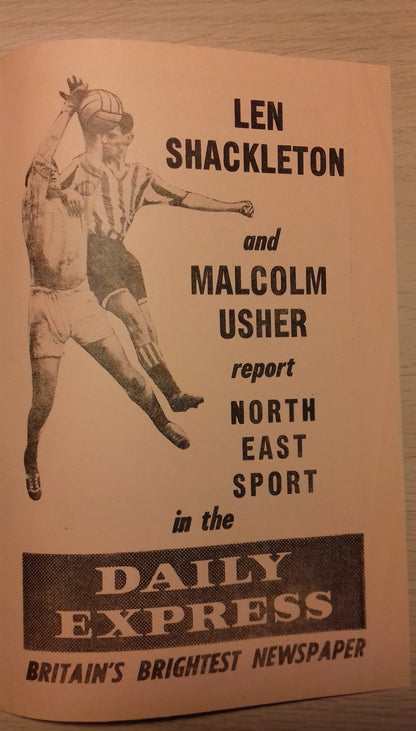 LEN
SHACKLETON
and
MALCOLM
USHER
report
NORTH
EAST
SPORT
in the
DAILY
EXPRESS
BRITAIN'S BRIGHTEST NEWSPAPER